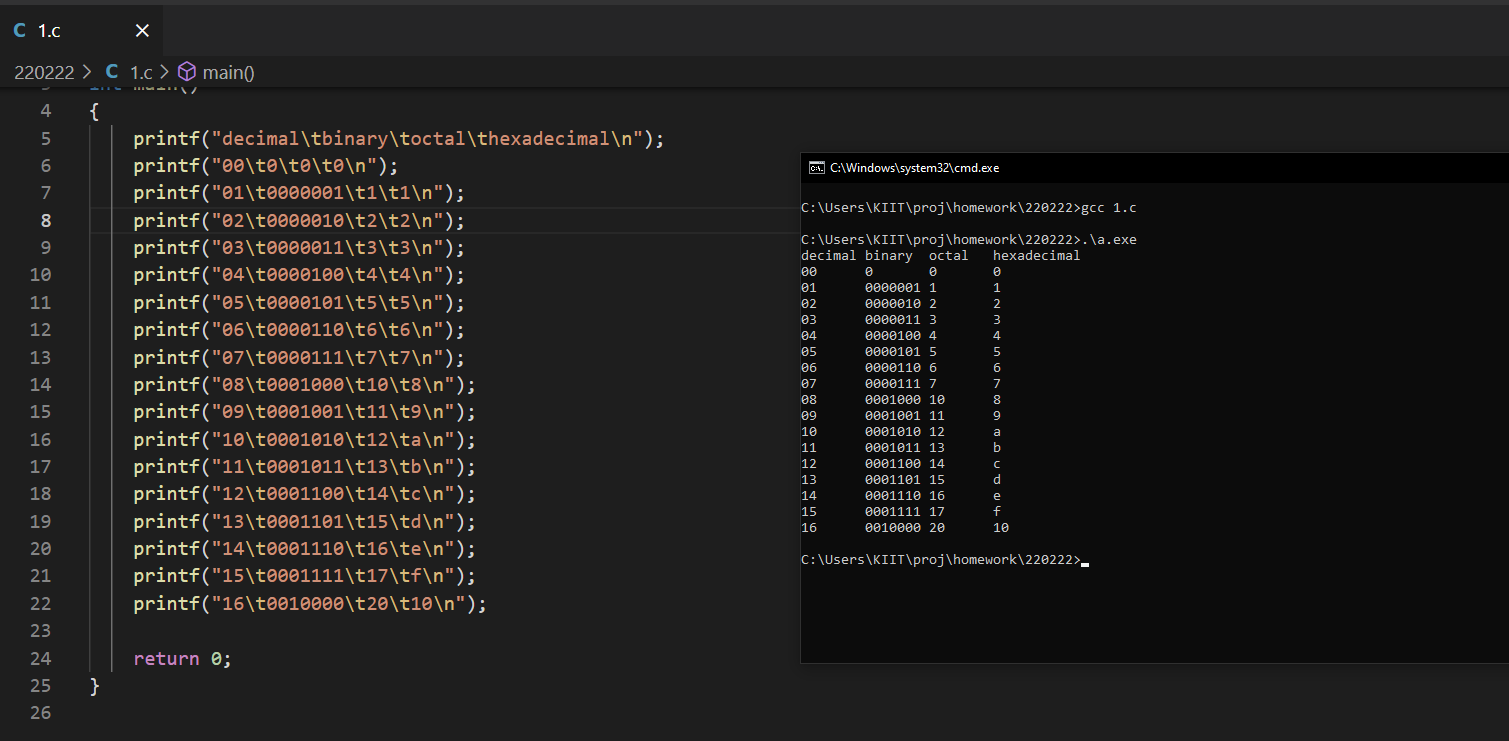 C 1.c ×
220222 > C 1.c > main()
3 int main()
4 {
5 printf("decimal\tbinary\toctal\thexadecimal\n");
6 printf("00\t0\t0\t0\n");
7 printf("01\t0000001\t1\t1\n");
8 printf("02\t0000010\t2\t2\n");
9 printf("03\t0000011\t3\t3\n");
10 printf("04\t0000100\t4\t4\n");
11 printf("05\t0000101\t5\t5\n");
12 printf("06\t0000110\t6\t6\n");
13 printf("07\t0000111\t7\t7\n");
14 printf("08\t0001000\t10\t8\n");
15 printf("09\t0001001\t11\t9\n");
16 printf("10\t0001010\t12\ta\n");
17 printf("11\t0001011\t13\tb\n");
18 printf("12\t0001100\t14\tc\n");
19 printf("13\t0001101\t15\td\n");
20 printf("14\t0001110\t16\te\n");
21 printf("15\t0001111\t17\tf\n");
22 printf("16\t0010000\t20\t10\n");
23
24 return 0;
25 }
26
C:\Windows\system32\cmd.exe
C:\Users\KIIT\proj\homework\220222>gcc 1.c
C:\Users\KIIT\proj\homework\220222>.\a.exe
decimal binary octal hexadecimal
00 0 0 0
01 0000001 1 1
02 0000010 2 2
03 0000011 3 3
04 0000100 4 4
05 0000101 5 5
06 0000110 6 6
07 0000111 7 7
08 0001000 10 8
09 0001001 11 9
10 0001010 12 a
11 0001011 13 b
12 0001100 14 c
13 0001101 15 d
14 0001110 16 e
15 0001111 17 f
16 0010000 20 10
C:\Users\KIIT\proj\homework\220222>